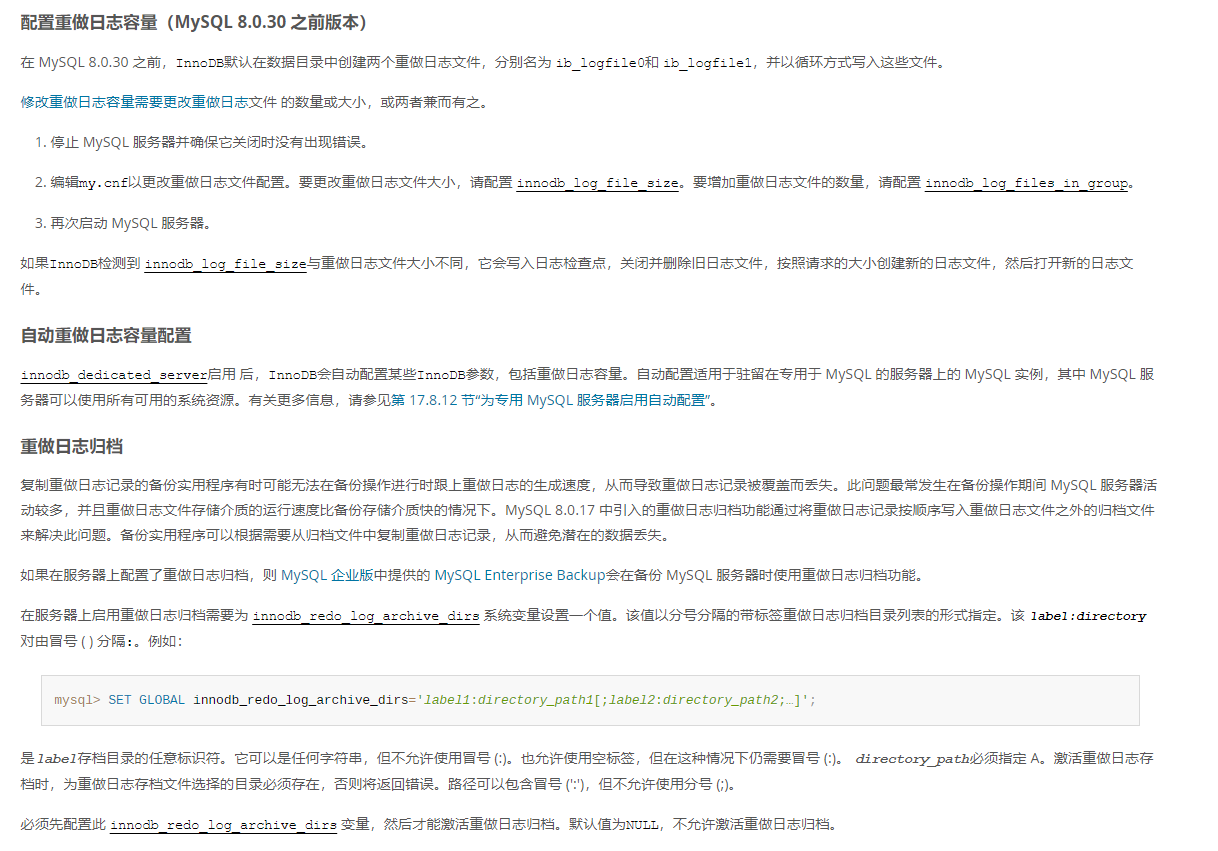 配置重做日志容量（MySQL 8.0.30 之前版本）
在 MySQL 8.0.30 之前，InnoDB默认在数据目录中创建两个重做日志文件，分别名为 ib_logfile0和 ib_logfile1，并以循环方式写入这些文件。
修改重做日志容量需要更改重做日志文件 的数量或大小，或两者兼而有之。
1. 停止 MySQL 服务器并确保它关闭时没有出现错误。
2. 编辑my.cnf以更改重做日志文件配置。要更改重做日志文件大小，请配置 innodb_log_file_size。要增加重做日志文件的数量，请配置 innodb_log_files_in_group。
3. 再次启动 MySQL 服务器。
如果InnoDB检测到 innodb_log_file_size与重做日志文件大小不同，它会写入日志检查点，关闭并删除旧日志文件，按照请求的大小创建新的日志文件，然后打开新的日志文
件。
自动重做日志容量配置
innodb_dedicated_server启用 后，InnoDB会自动配置某些InnoDB参数，包括重做日志容量。自动配置适用于驻留在专用于 MySQL 的服务器上的 MySQL 实例，其中 MySQL 服
务器可以使用所有可用的系统资源。有关更多信息，请参见第 17.8.12 节“为专用 MySQL 服务器启用自动配置”。
重做日志归档
复制重做日志记录的备份实用程序有时可能无法在备份操作进行时跟上重做日志的生成速度，从而导致重做日志记录被覆盖而丢失。此问题最常发生在备份操作期间 MySQL 服务器活
动较多，并且重做日志文件存储介质的运行速度比备份存储介质快的情况下。MySQL 8.0.17 中引入的重做日志归档功能通过将重做日志记录按顺序写入重做日志文件之外的归档文件
来解决此问题。备份实用程序可以根据需要从归档文件中复制重做日志记录，从而避免潜在的数据丢失。
如果在服务器上配置了重做日志归档，则 MySQL 企业版中提供的 MySQL Enterprise Backup会在备份 MySQL 服务器时使用重做日志归档功能。
在服务器上启用重做日志归档需要为 innodb_redo_log_archive_dirs 系统变量设置一个值。该值以分号分隔的带标签重做日志归档目录列表的形式指定。该 label:directory
对由冒号 ( ) 分隔:。例如：
mysql> SET GLOBAL innodb_redo_log_archive_dirs='label1:directory_path1[;label2:directory_path2;…]';
是label存档目录的任意标识符。它可以是任何字符串，但不允许使用冒号 (:)。也允许使用空标签，但在这种情况下仍需要冒号 (:)。 directory_path必须指定 A。激活重做日志存
档时，为重做日志存档文件选择的目录必须存在，否则将返回错误。路径可以包含冒号 (':')，但不允许使用分号 (;)。
必须先配置此 innodb_redo_log_archive_dirs 变量，然后才能激活重做日志归档。默认值为NULL，不允许激活重做日志归档。